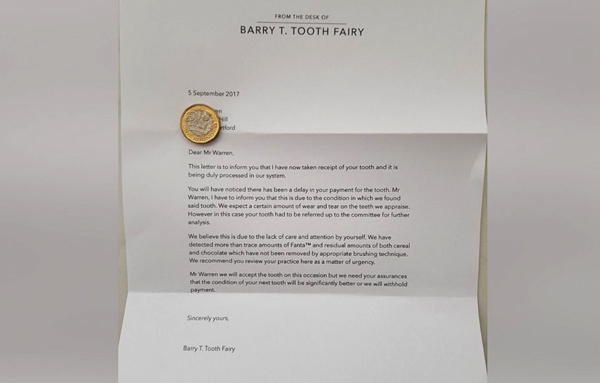 FROM THE DESK OF
BARRY T. TOOTH FAIRY
5 September 2017
Dear Mr Warren,
This letter is to inform you that I have now taken receipt of your tooth and it is
being duly processed in our system.
You will have noticed there has been a delay in your payment for the tooth. Mr
Warren, I have to inform you that this is due to the condition in which we found
said tooth. We expect a certain amount of wear and tear on the teeth we appraise.
However in this case your tooth had to be referred up to the committee for further
analysis.
We believe this is due to the lack of care and attention by yourself. We have
detected more than trace amounts of Fanta™ and residual amounts of both cereal
and chocolate which have not been removed by appropriate brushing technique.
We recommend you review your practice here as a matter of urgency.
Mr Warren we will accept the tooth on this occasion but we need your assurances
that the condition of your next tooth will be significantly better or we will withhold
payment.
Sincerely yours,
Barry T. Tooth Fairy